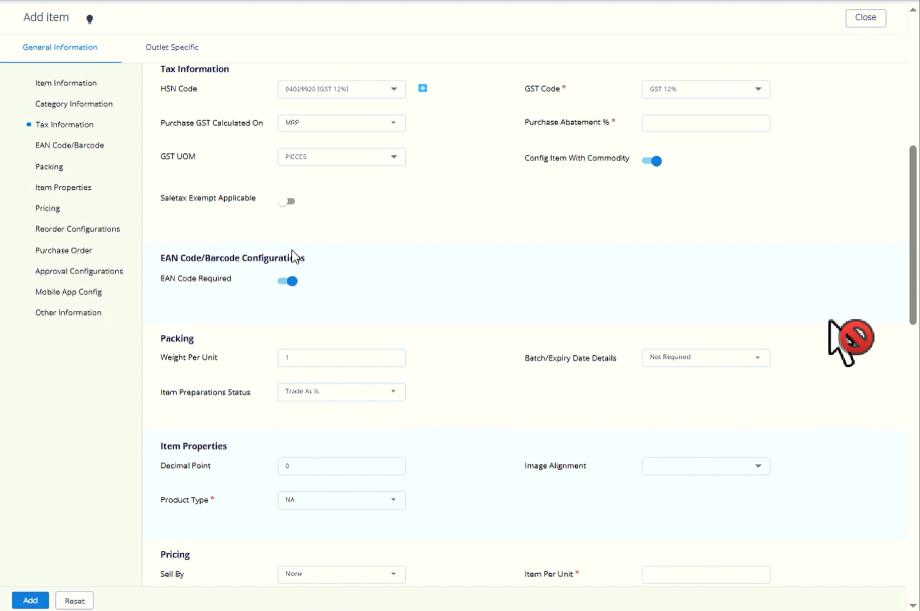 Add item
Close
General Information
Outlet Specific
Item Information
Category Information
Tax Information
EAN Code/Barcode
Packing
Item Properties
Pricing
Reorder Configurations
Purchase Order
Approval Configurations
Mobile App Config
Other Information
Tax Information
HSN Code
04029920 [GST 12%]
GST Code *
GST 12%
Purchase GST Calculated On
MRP
Purchase Abatement % *
GST UOM
PIECES
Config Item With Commodity
Saletax Exempt Applicable
EAN Code/Barcode Configurations
EAN Code Required
Packing
Weight Per Unit
1
Batch/Expiry Date Details
Not Required
Item Preparations Status
Trade As Is
Item Properties
Decimal Point
0
Image Alignment
Product Type *
NA
Pricing
Sell By
None
Item Per Unit *
Add
Reset